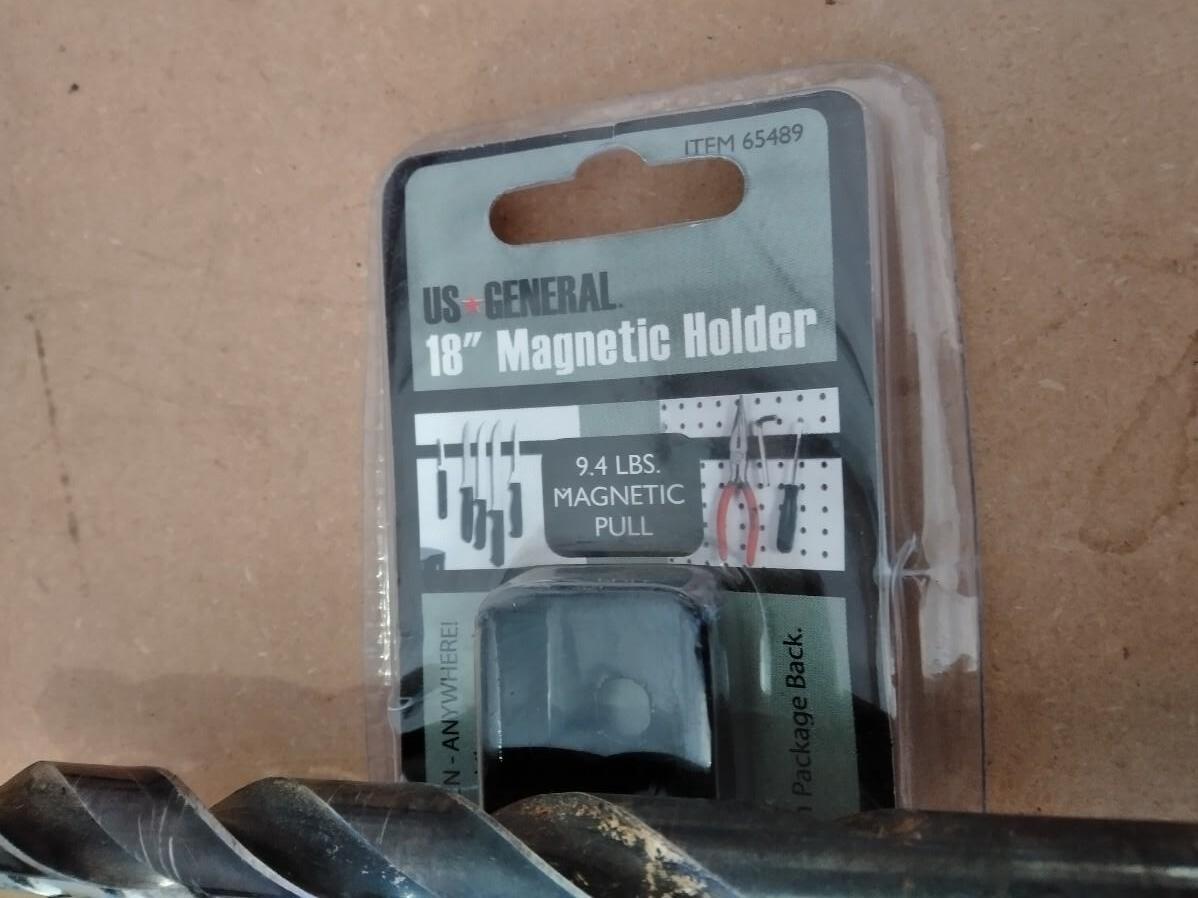 ITEM 65489
US★GENERAL
18" Magnetic Holder
9.4 LBS.
MAGNETIC
PULL
- ANYWHERE!
Package Back.